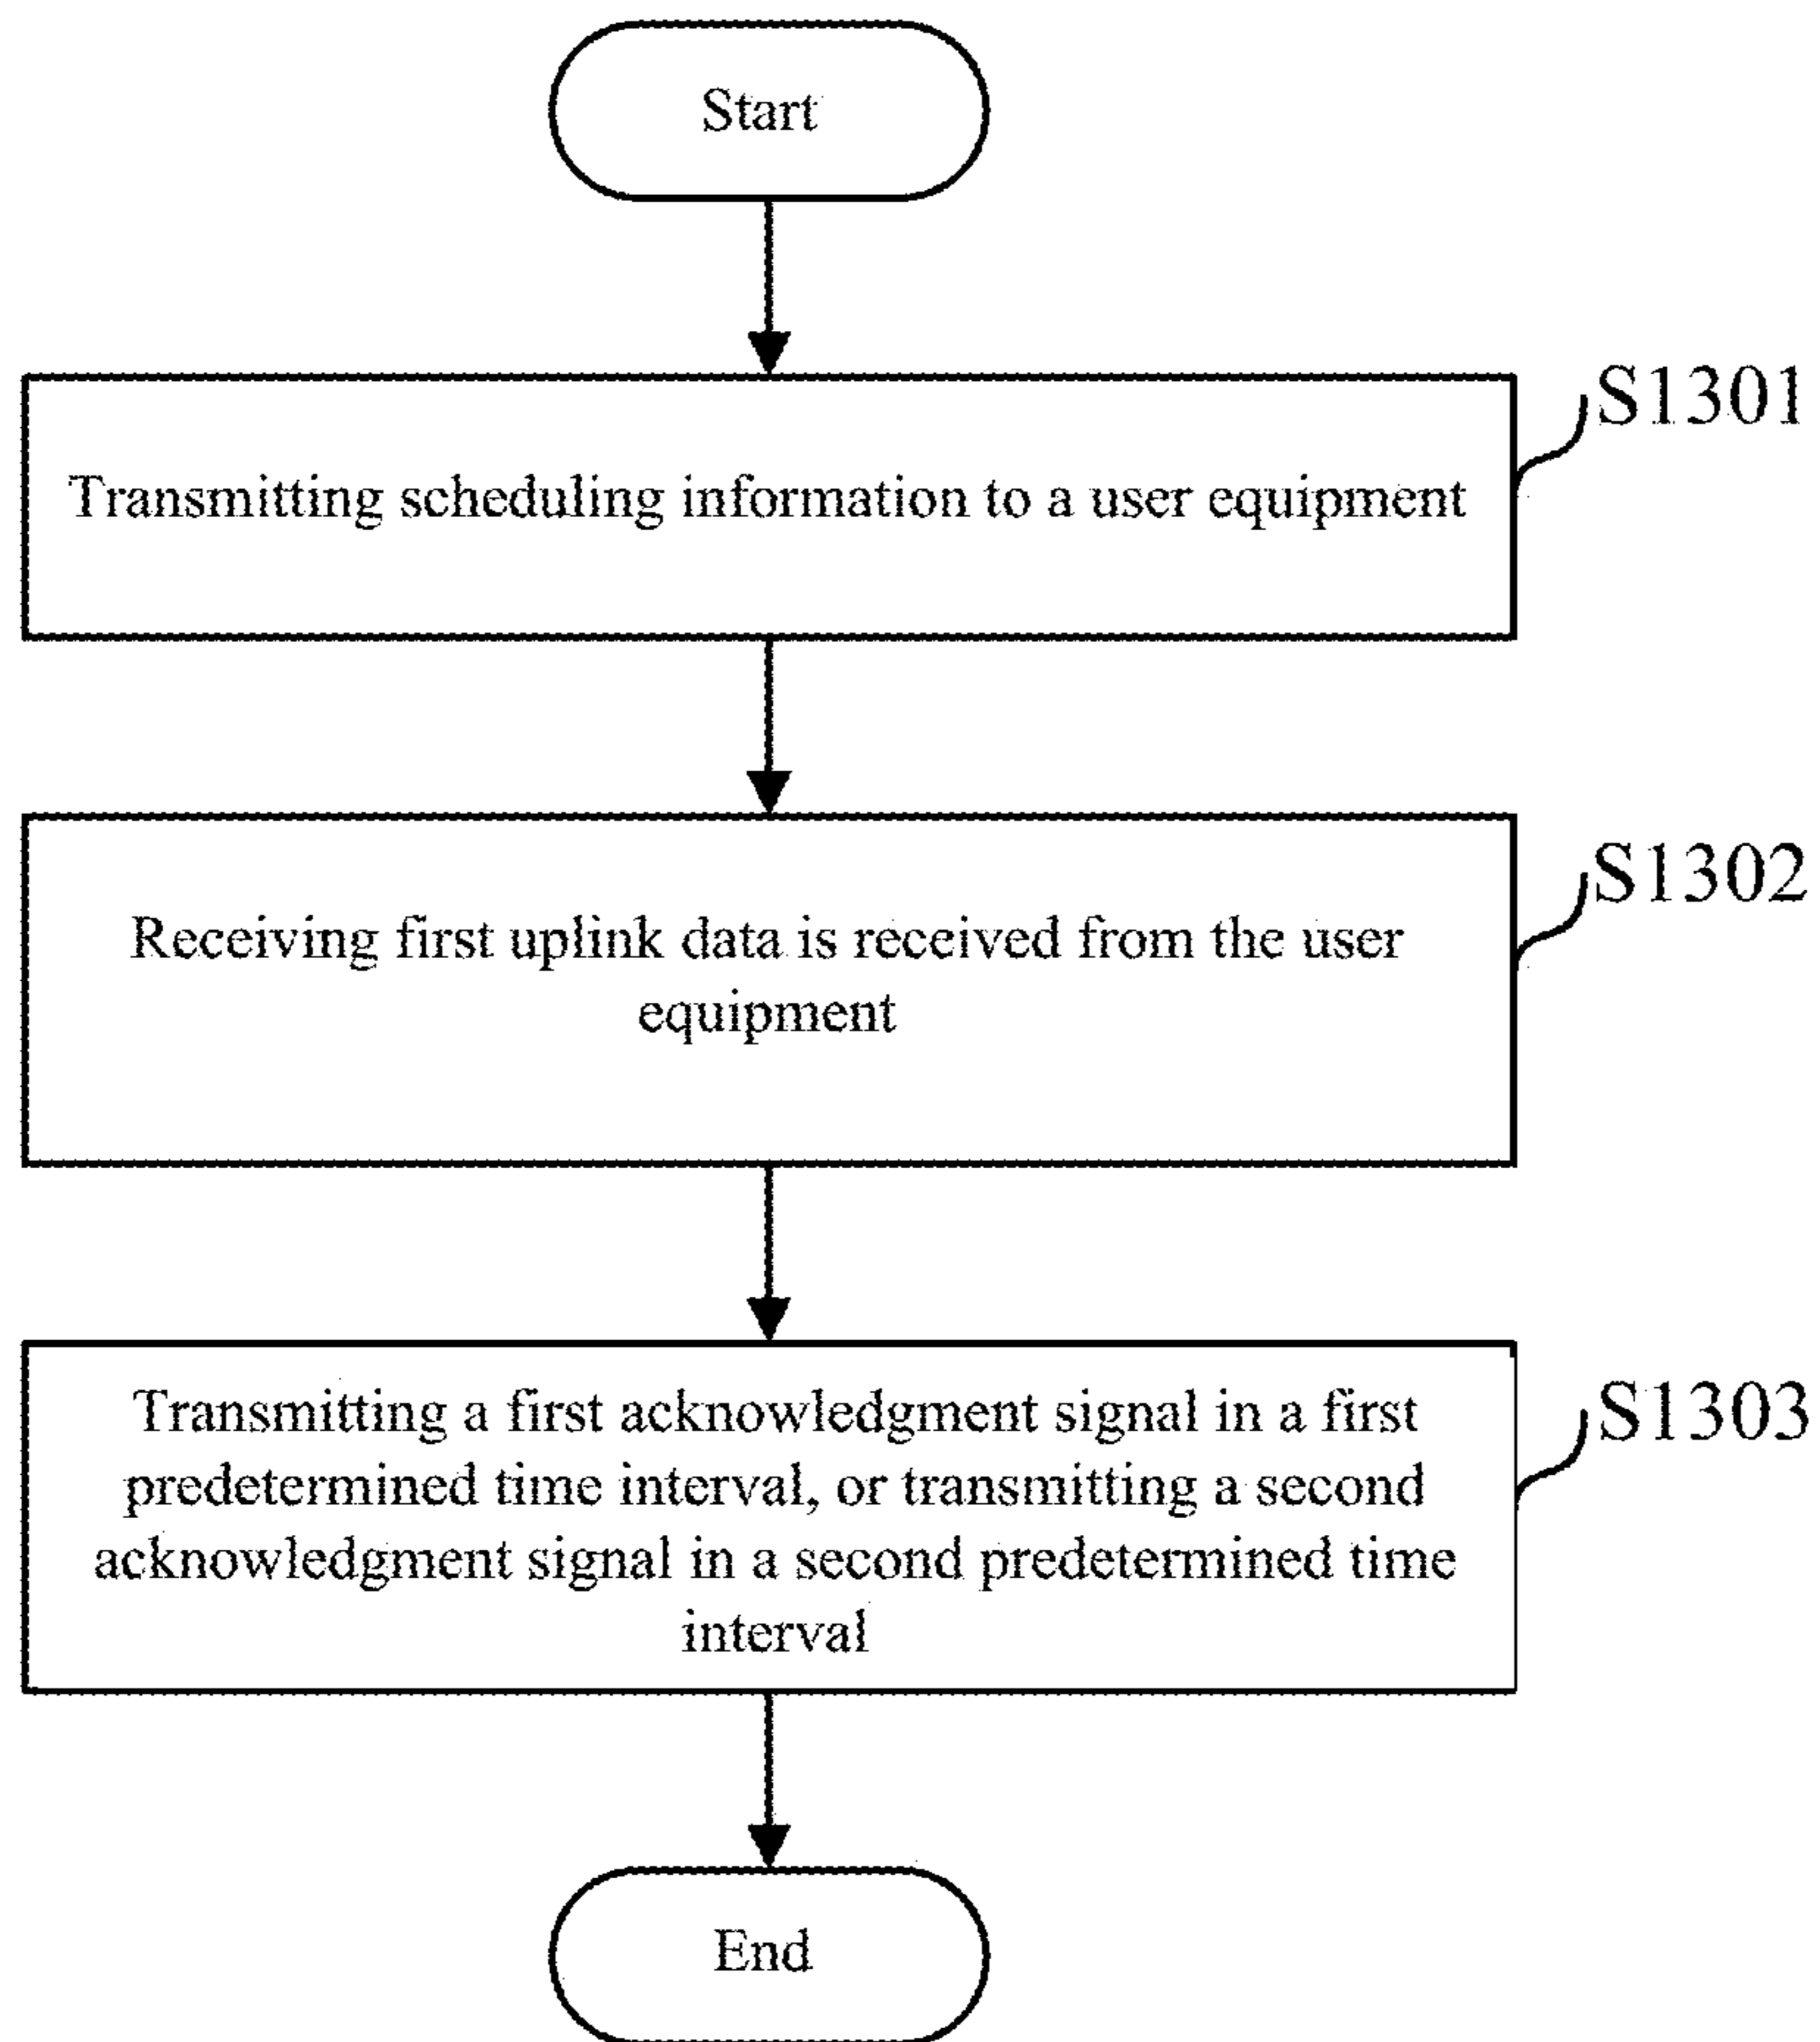 Start
S1301
Transmitting scheduling information to a user equipment
S1302
Receiving first uplink data is received from the user
equipment
S1303
Transmitting a first acknowledgment signal in a first
predetermined time interval, or transmitting a second
acknowledgment signal in a second predetermined time
interval
End